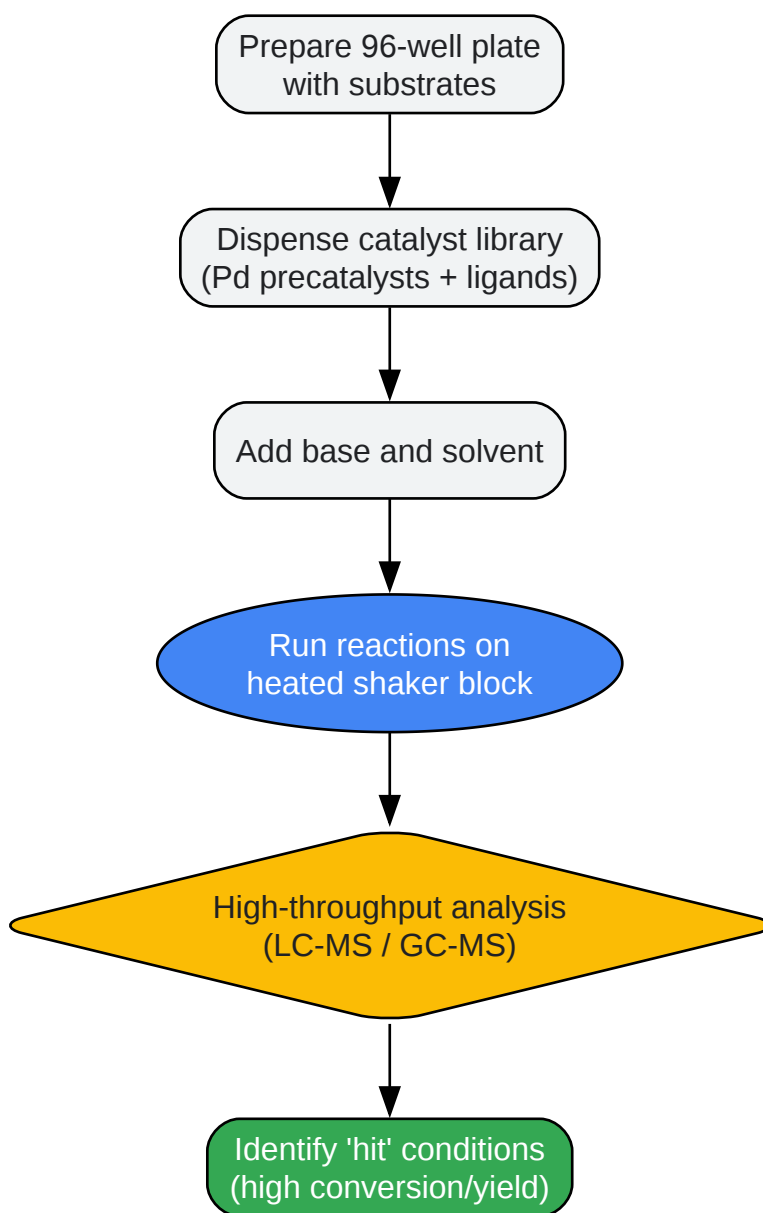 Prepare 96-well plate
with substrates
Dispense catalyst library
(Pd precatalysts + ligands)
Add base and solvent
Run reactions on
heated shaker block
High-throughput analysis
(LC-MS / GC-MS)
Identify 'hit' conditions
(high conversion/yield)